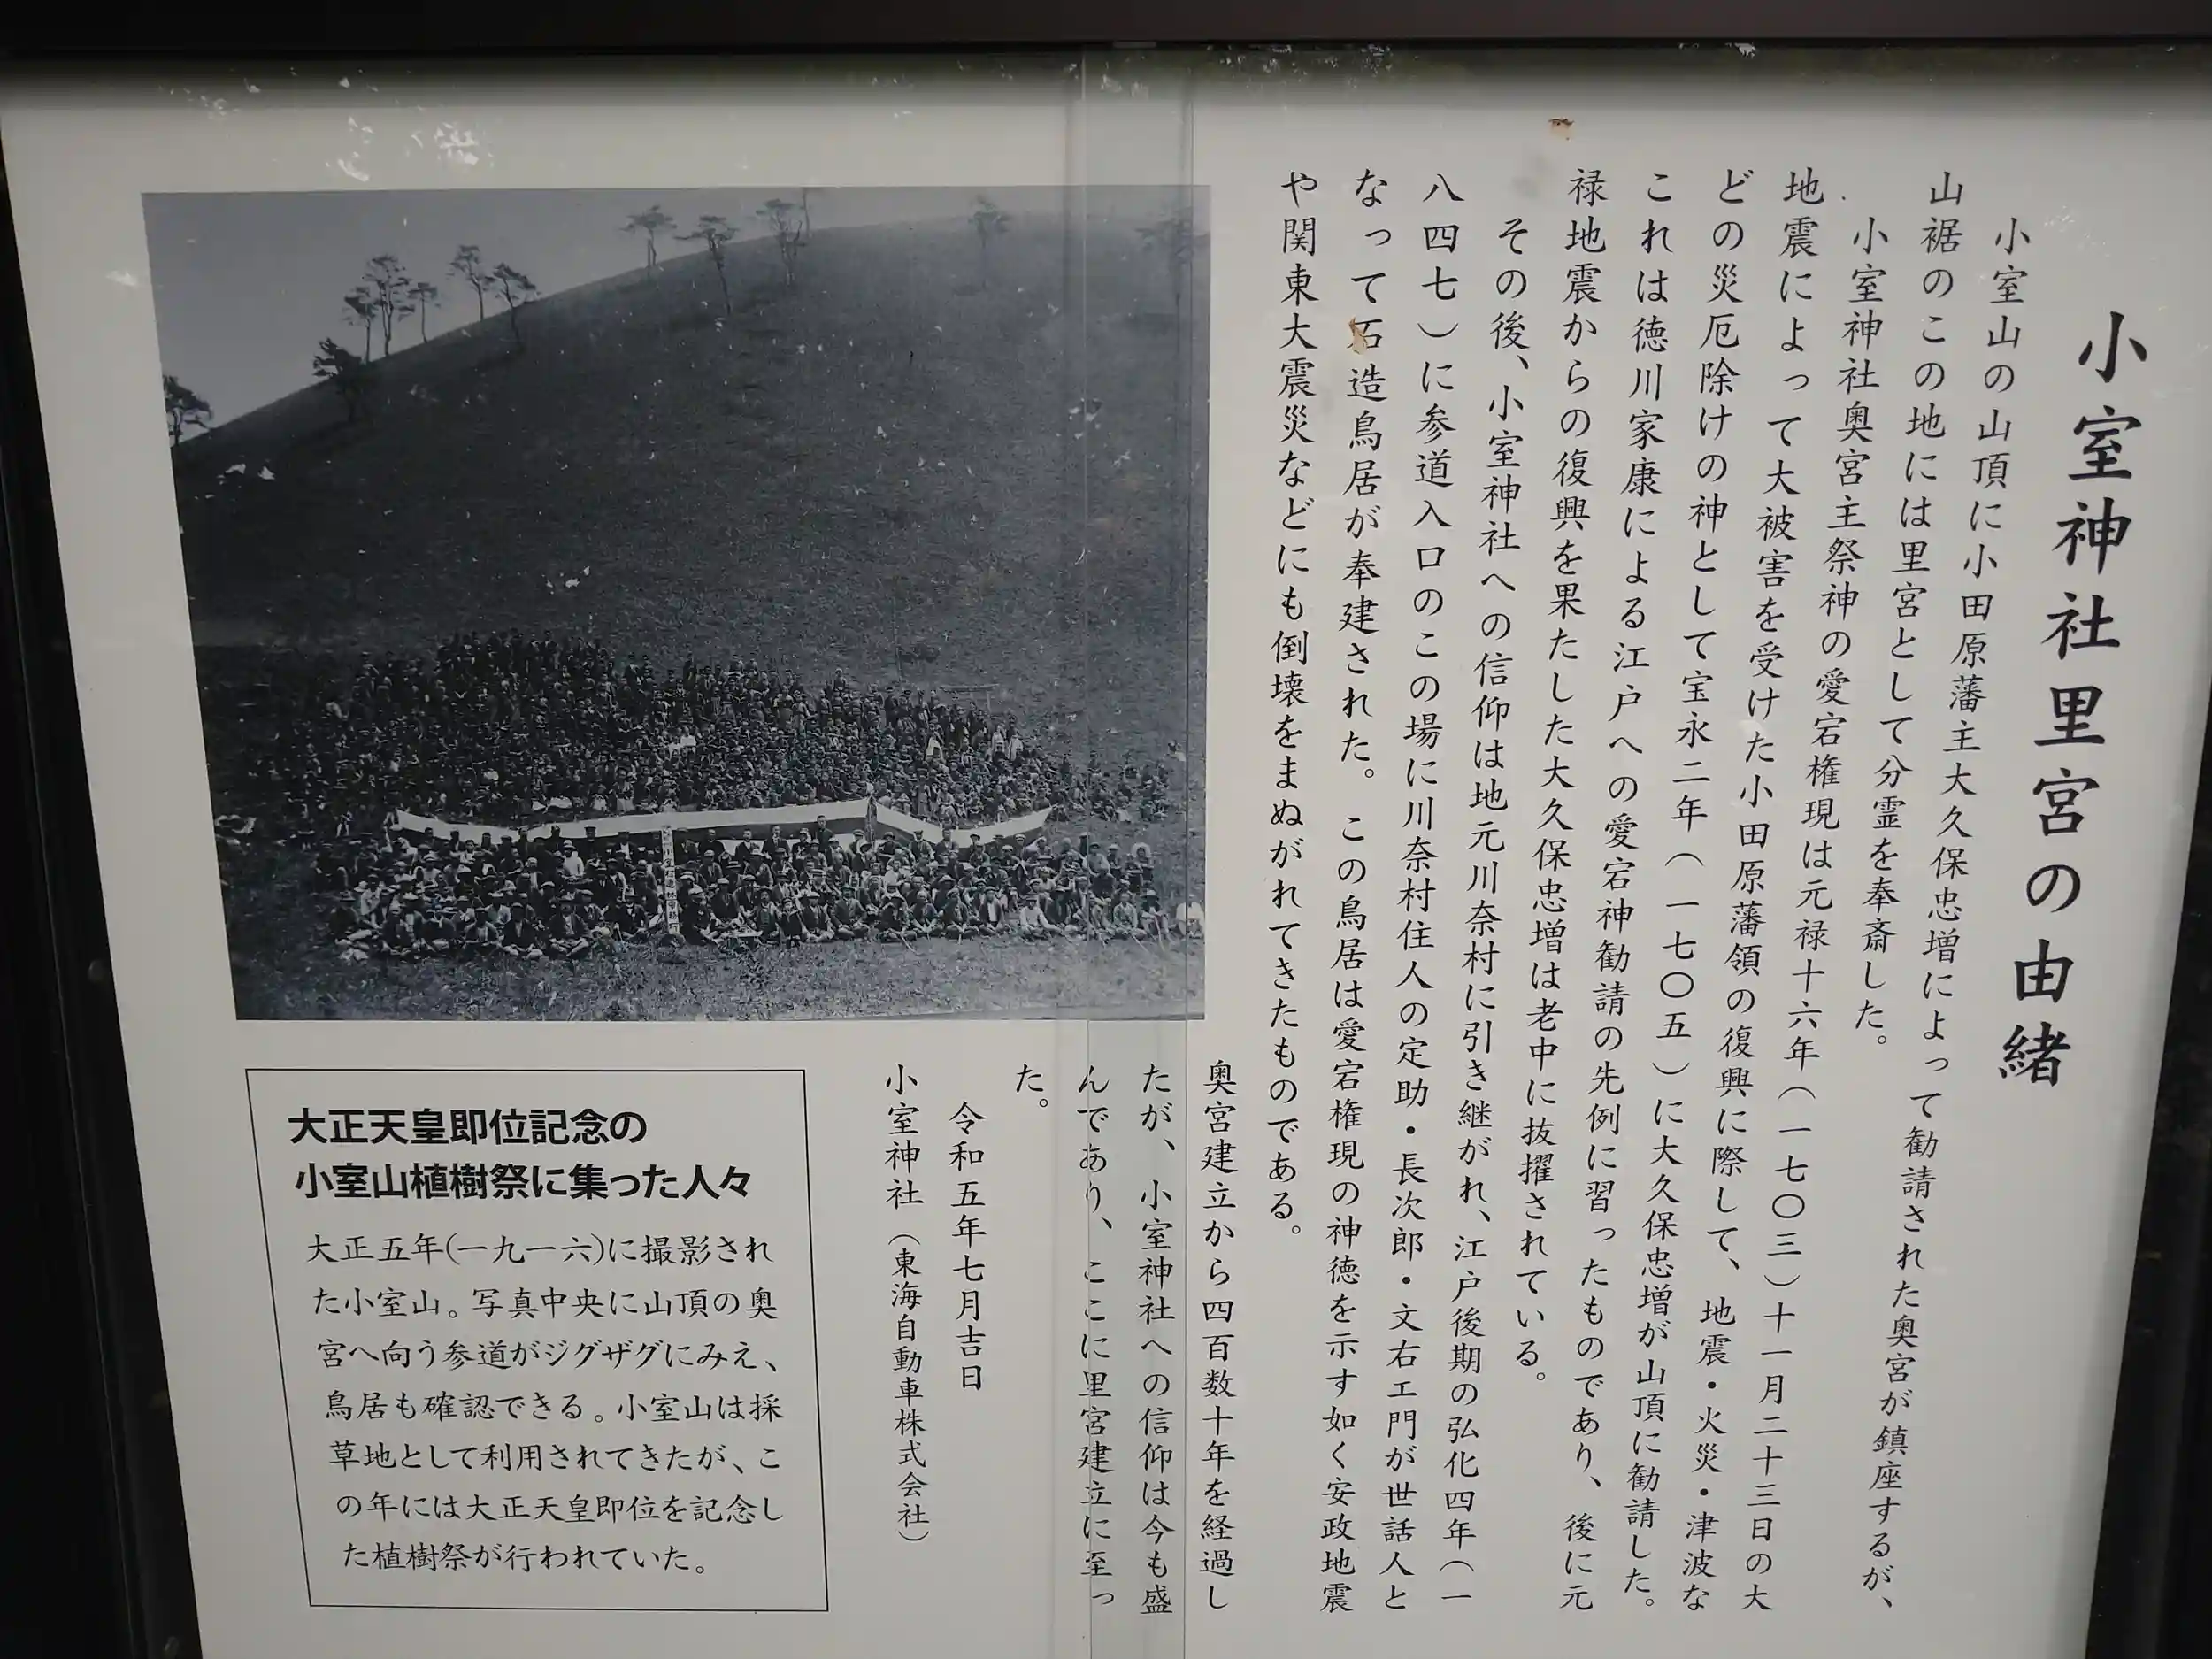 小室神社里宮の由緒
小室山の山頂に小田原藩主大久保忠増によって勧請された奥宮が鎮座するが、
山裾のこの地には里宮として分霊を奉斎した。
小室神社奥宮主祭神の愛宕権現は元禄十六年（一七〇三）十一月二十三日の大
地震によって大被害を受けた小田原藩領の復興に際して、地震・火災・津波な
どの災厄除けの神として宝永二年（一七〇五）に大久保忠増が山頂に勧請した。
これは徳川家康による江戸への愛宕神勧請の先例に習ったものであり、後に元
禄地震からの復興を果たした大久保忠増は老中に抜擢されている。
その後、小室神社への信仰は地元川奈村に引き継がれ、江戸後期の弘化四年（一
八四七）に参道入口のこの場に川奈村住人の定助・長次郎・文右エ門が世話人と
なって石造鳥居が奉建された。この鳥居は愛宕権現の神徳を示す如く安政地震
や関東大震災などにも倒壊をまぬがれてきたものである。
奥宮建立から四百数十年を経過し
たが、小室神社への信仰は今も盛
んであり、ここに里宮建立に至っ
た。
令和五年七月吉日
小室神社（東海自動車株式会社）
大正天皇即位記念の
小室山植樹祭に集った人々
大正五年(一九一六)に撮影され
た小室山。写真中央に山頂の奥
宮へ向う参道がジグザグにみえ、
鳥居も確認できる。小室山は採
草地として利用されてきたが、こ
の年には大正天皇即位を記念し
た植樹祭が行われていた。